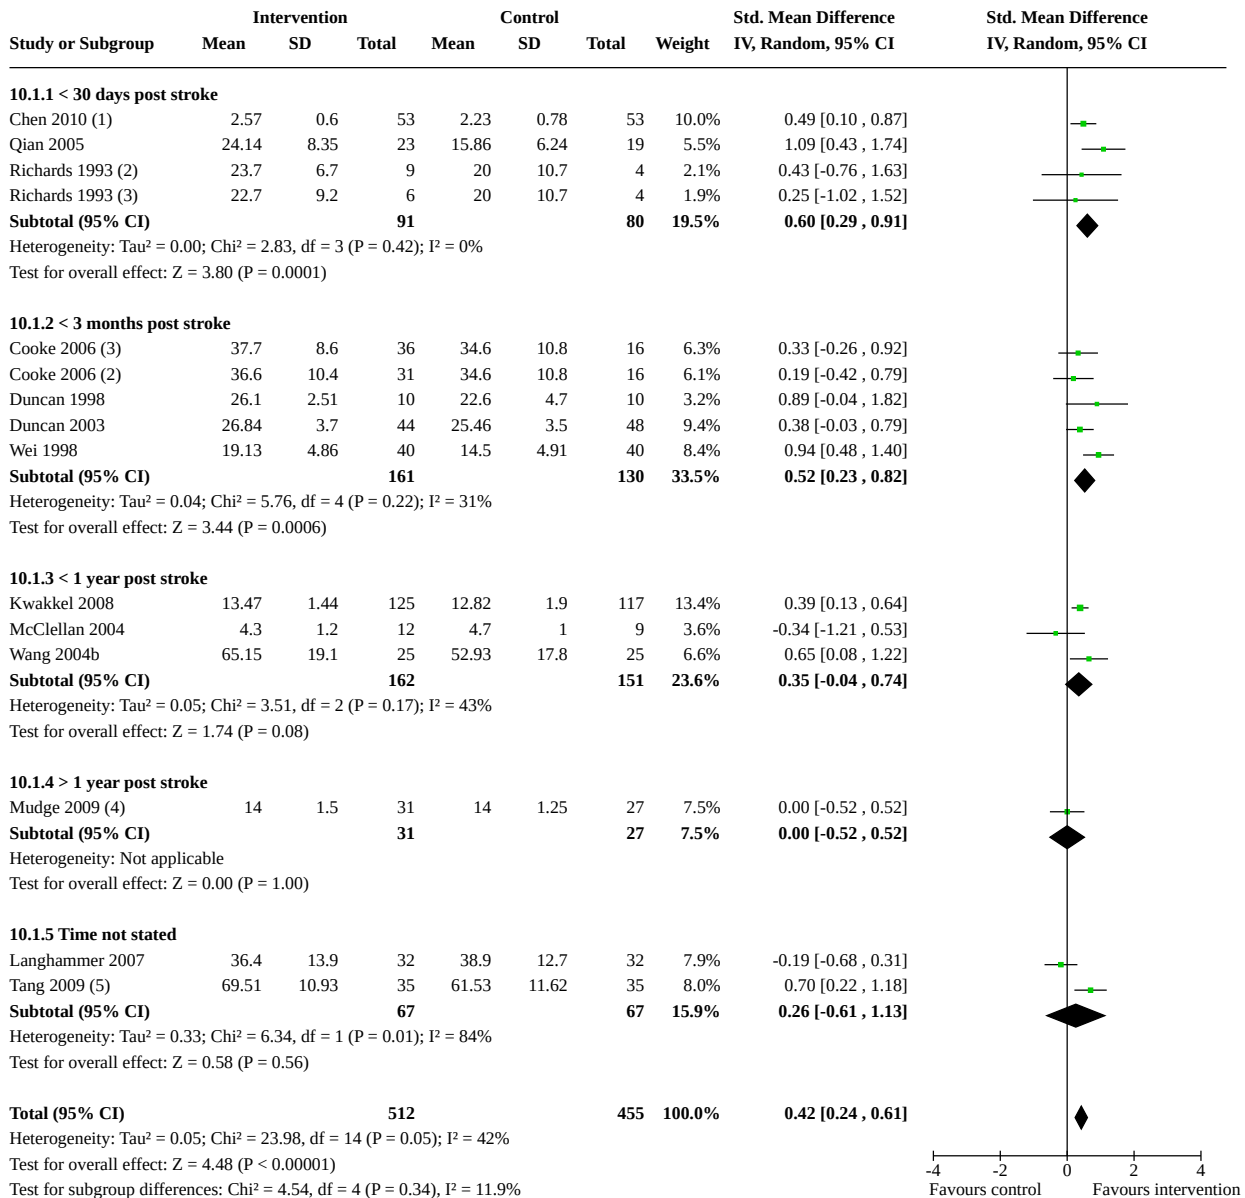 Intervention Control Std. Mean Difference Std. Mean Difference
Study or Subgroup Mean SD Total Mean SD Total Weight IV, Random, 95% CI IV, Random, 95% CI
10.1.1 < 30 days post stroke
Chen 2010 (1) 2.57 0.6 53 2.23 0.78 53 10.0% 0.49 [0.10 , 0.87]
Qian 2005 24.14 8.35 23 15.86 6.24 19 5.5% 1.09 [0.43 , 1.74]
Richards 1993 (2) 23.7 6.7 9 20 10.7 4 2.1% 0.43 [-0.76 , 1.63]
Richards 1993 (3) 22.7 9.2 6 20 10.7 4 1.9% 0.25 [-1.02 , 1.52]
Subtotal (95% CI) 91 80 19.5% 0.60 [0.29 , 0.91]
Heterogeneity: Tau² = 0.00; Chi² = 2.83, df = 3 (P = 0.42); I² = 0%
Test for overall effect: Z = 3.80 (P = 0.0001)
10.1.2 < 3 months post stroke
Cooke 2006 (3) 37.7 8.6 36 34.6 10.8 16 6.3% 0.33 [-0.26 , 0.92]
Cooke 2006 (2) 36.6 10.4 31 34.6 10.8 16 6.1% 0.19 [-0.42 , 0.79]
Duncan 1998 26.1 2.51 10 22.6 4.7 10 3.2% 0.89 [-0.04 , 1.82]
Duncan 2003 26.84 3.7 44 25.46 3.5 48 9.4% 0.38 [-0.03 , 0.79]
Wei 1998 19.13 4.86 40 14.5 4.91 40 8.4% 0.94 [0.48 , 1.40]
Subtotal (95% CI) 161 130 33.5% 0.52 [0.23 , 0.82]
Heterogeneity: Tau² = 0.04; Chi² = 5.76, df = 4 (P = 0.22); I² = 31%
Test for overall effect: Z = 3.44 (P = 0.0006)
10.1.3 < 1 year post stroke
Kwakkel 2008 13.47 1.44 125 12.82 1.9 117 13.4% 0.39 [0.13 , 0.64]
McClellan 2004 4.3 1.2 12 4.7 1 9 3.6% -0.34 [-1.21 , 0.53]
Wang 2004b 65.15 19.1 25 52.93 17.8 25 6.6% 0.65 [0.08 , 1.22]
Subtotal (95% CI) 162 151 23.6% 0.35 [-0.04 , 0.74]
Heterogeneity: Tau² = 0.05; Chi² = 3.51, df = 2 (P = 0.17); I² = 43%
Test for overall effect: Z = 1.74 (P = 0.08)
10.1.4 > 1 year post stroke
Mudge 2009 (4) 14 1.5 31 14 1.25 27 7.5% 0.00 [-0.52 , 0.52]
Subtotal (95% CI) 31 27 7.5% 0.00 [-0.52 , 0.52]
Heterogeneity: Not applicable
Test for overall effect: Z = 0.00 (P = 1.00)
10.1.5 Time not stated
Langhammer 2007 36.4 13.9 32 38.9 12.7 32 7.9% -0.19 [-0.68 , 0.31]
Tang 2009 (5) 69.51 10.93 35 61.53 11.62 35 8.0% 0.70 [0.22 , 1.18]
Subtotal (95% CI) 67 67 15.9% 0.26 [-0.61 , 1.13]
Heterogeneity: Tau² = 0.33; Chi² = 6.34, df = 1 (P = 0.01); I² = 84%
Test for overall effect: Z = 0.58 (P = 0.56)
Total (95% CI) 512 455 100.0% 0.42 [0.24 , 0.61]
Heterogeneity: Tau² = 0.05; Chi² = 23.98, df = 14 (P = 0.05); I² = 42%
Test for overall effect: Z = 4.48 (P < 0.00001)
-4 -2 0 2 4
Test for subgroup differences: Chi² = 4.54, df = 4 (P = 0.34), I² = 11.9%
Favours control Favours intervention